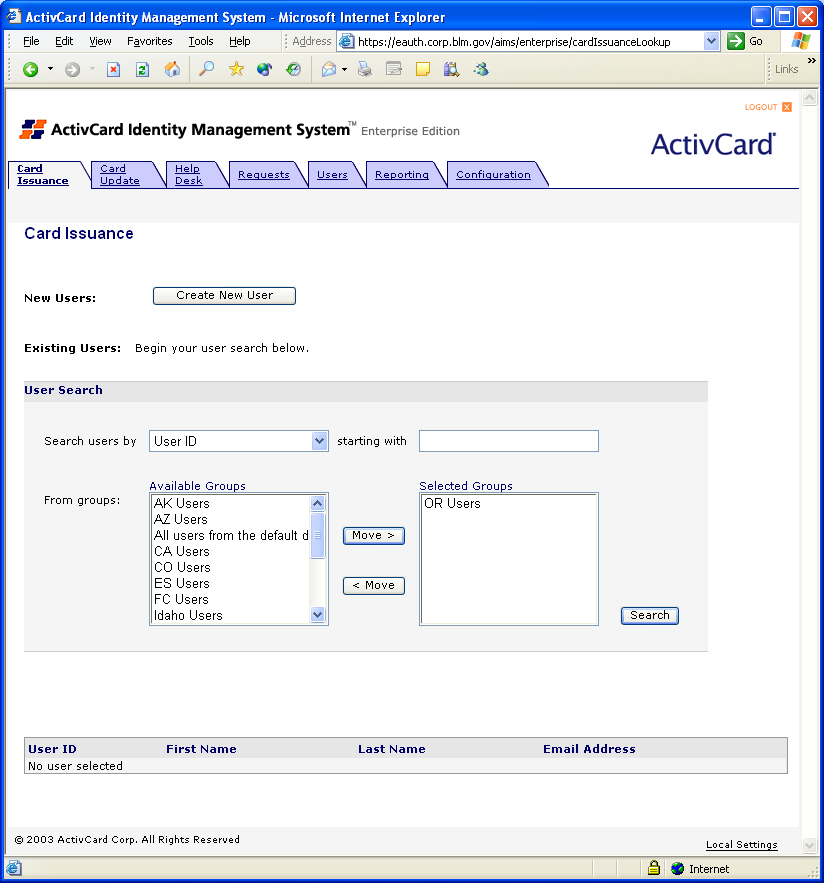 ActivCard Identity Management System - Microsoft Internet Explorer
File Edit View Favorites Tools Help Address https://eauth.corp.blm.gov/aims/enterprise/cardIssuanceLookup Go
Links »
LOGOUT X
ActivCard Identity Management System™ Enterprise Edition
ActivCard
Card Issuance
Card Update
Help Desk
Requests
Users
Reporting
Configuration
Card Issuance
New Users: Create New User
Existing Users: Begin your user search below.
User Search
Search users by User ID starting with
Available Groups Selected Groups
From groups:
AK Users
AZ Users
All users from the default d
CA Users
CO Users
ES Users
FC Users
Idaho Users
Move >
< Move
OR Users
Search
User ID First Name Last Name Email Address
No user selected
© 2003 ActivCard Corp. All Rights Reserved
Local Settings
Internet